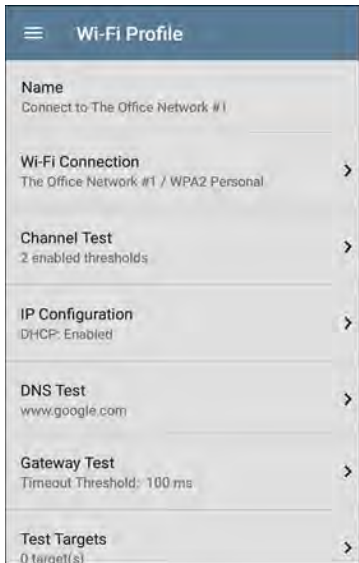 Wi-Fi Profile
Name
Connect to The Office Network #1
Wi-Fi Connection
The Office Network #1 / WPA2 Personal
Channel Test
2 enabled thresholds
IP Configuration
DHCP: Enabled
DNS Test
www.google.com
Gateway Test
Timeout Threshold: 100 ms
Test Targets
0 target(s)